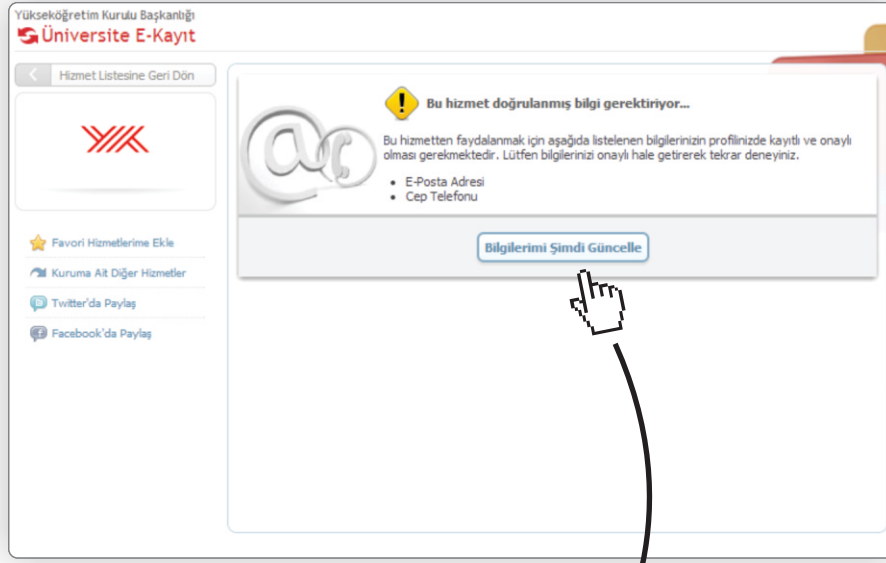 Yükseköğretim Kurulu Başkanlığı
Üniversite E-Kayıt
Hizmet Listesine Geri Dön
Bu hizmet doğrulanmış bilgi gerektiriyor...
Bu hizmetten faydalanmak için aşağıda listelenen bilgilerinizin profilinizde kayıtlı ve onaylı
olması gerekmektedir. Lütfen bilgilerinizi onaylı hale getirerek tekrar deneyiniz.
• E-Posta Adresi
• Cep Telefonu
Bilgilerimi Şimdi Güncelle
Favori Hizmetlerime Ekle
Kuruma Ait Diğer Hizmetler
Twitter'da Paylaş
Facebook'da Paylaş